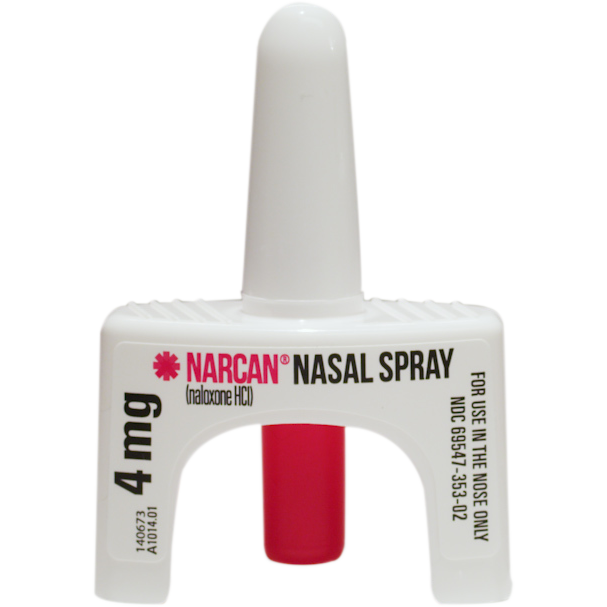 NARCAN® NASAL SPRAY
(naloxone HCl)
4 mg
140673
A1014.01
FOR USE IN THE NOSE ONLY
NDC 69547-353-02